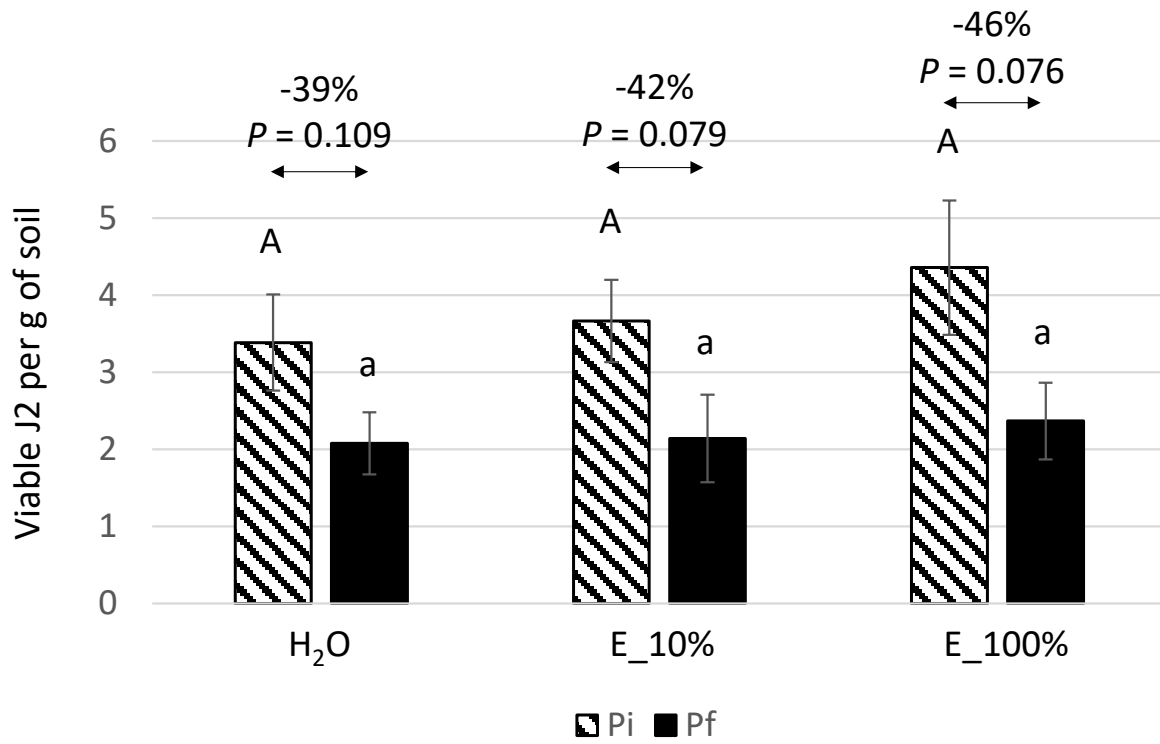 -46%
P = 0.076
-39%
P = 0.109
-42%
P = 0.079
Viable J2 per g of soil
6
5
4
3
2
1
0
A
a
A
a
A
a
H₂O
E_10%
E_100%
Pi
Pf